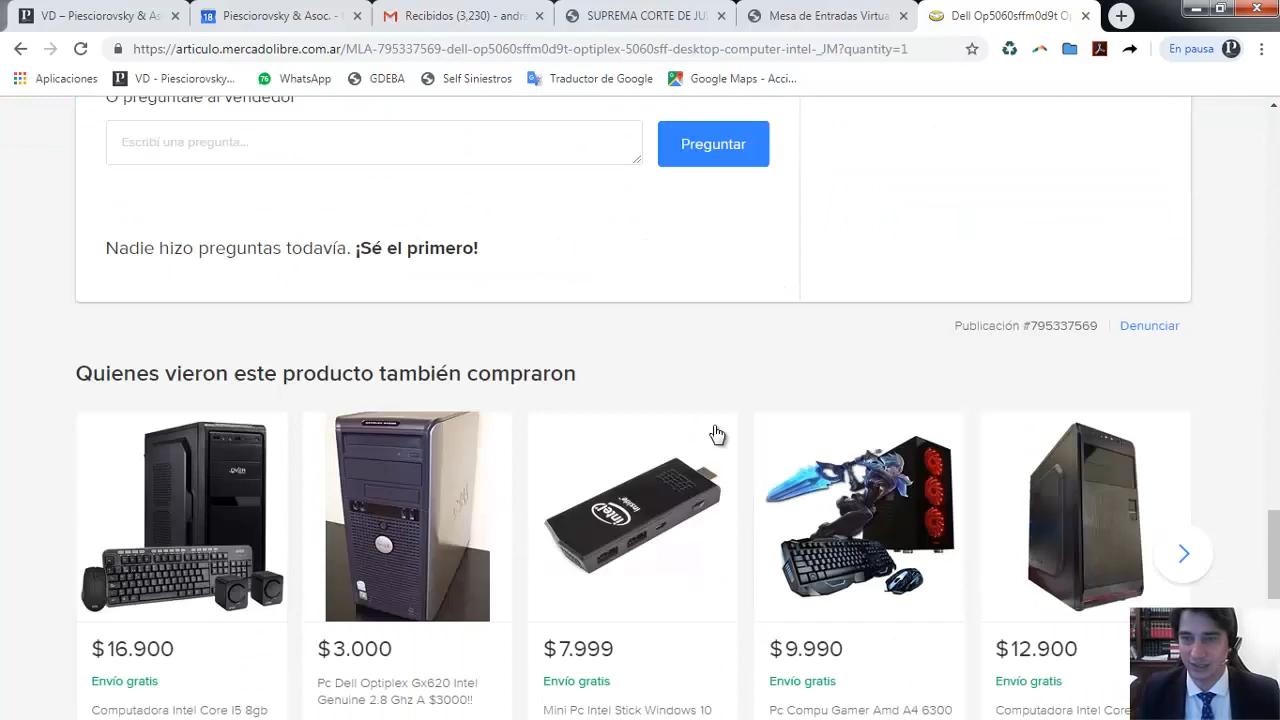 VD - Piesciorovsky & As
18 Piesciorovsky & Asoc. -
Recibidos (3,230) - andr
SUPREMA CORTE DE JU
Mesa de Entradas Virtua
Dell Op5060sffm0d9t Op
https://articulo.mercadolibre.com.ar/MLA-795337569-dell-op5060sffm0d9t-optiplex-5060sff-desktop-computer-intel-_JM?quantity=1
En pausa
Aplicaciones
VD - Piesciorovsky...
76 WhatsApp
GDEBA
Sef Siniestros
Traductor de Google
Google Maps - Acci...
O preguntale al vendedor
Escribí una pregunta...
Preguntar
Nadie hizo preguntas todavía. ¡Sé el primero!
Publicación #795337569
Denunciar
Quienes vieron este producto también compraron
$ 16.900
$ 3.000
$ 7.999
$ 9.990
$ 12.900
Envío gratis
Pc Dell Optiplex Gx620 Intel
Genuine 2.8 Ghz A $3000!!
Envío gratis
Envío gratis
Envío gratis
Computadora Intel Core I5 8gb
Mini Pc Intel Stick Windows 10
Pc Compu Gamer Amd A4 6300
Computadora Intel